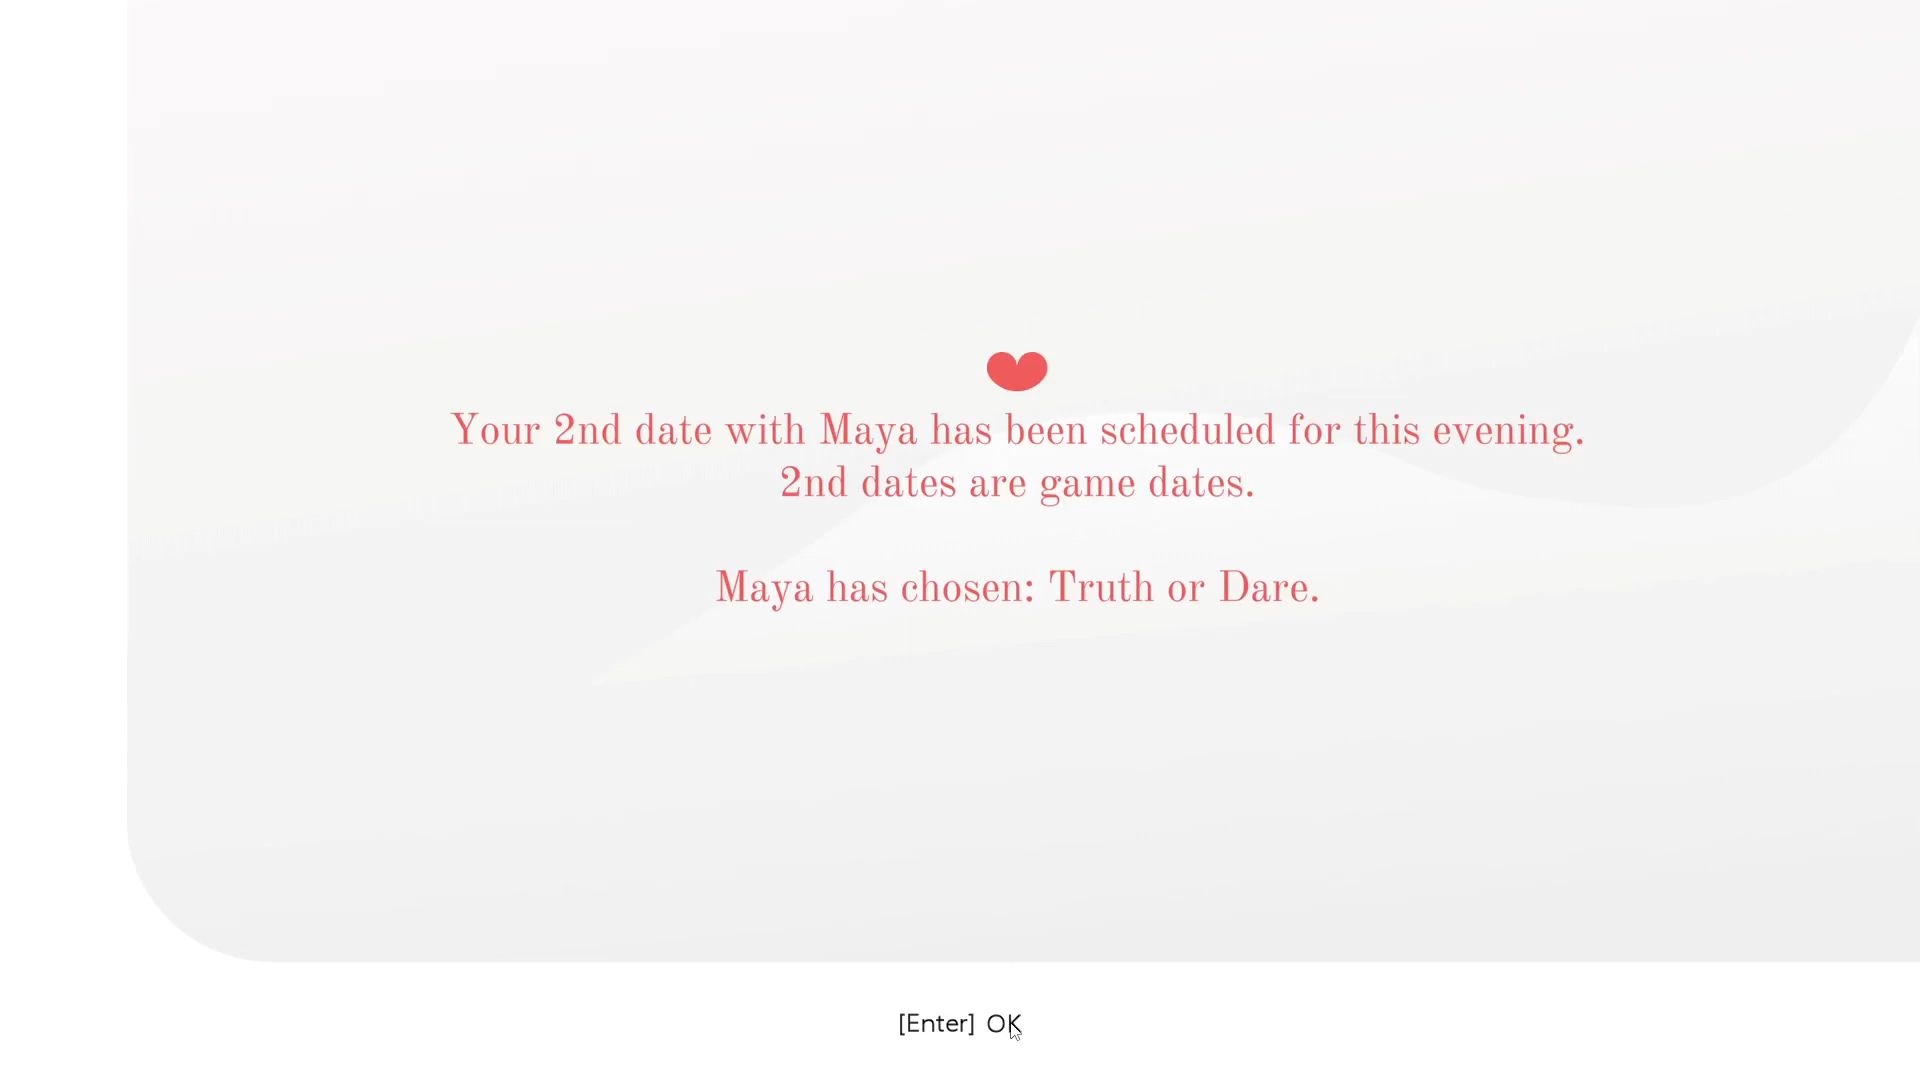 Your 2nd date with Maya has been scheduled for this evening.
2nd dates are game dates.
Maya has chosen: Truth or Dare.
[Enter] OK